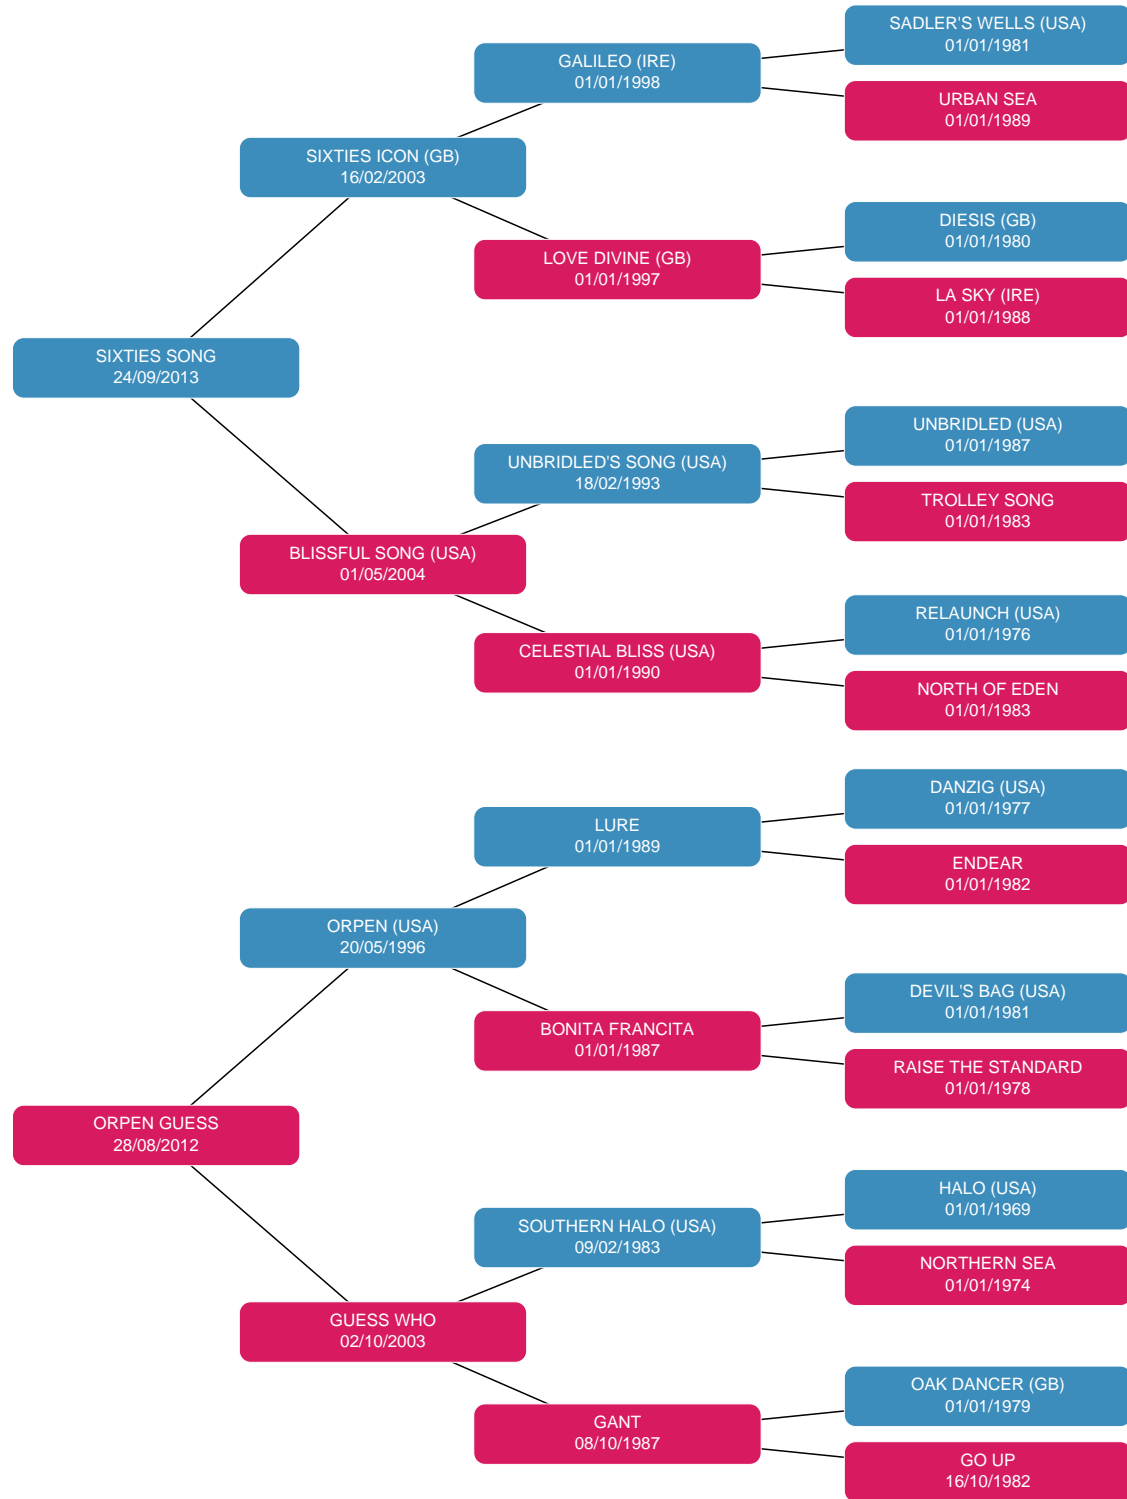 SADLER'S WELLS (USA)
01/01/1981
GALILEO (IRE)
01/01/1998
URBAN SEA
01/01/1989
SIXTIES ICON (GB)
16/02/2003
DIESIS (GB)
01/01/1980
LOVE DIVINE (GB)
01/01/1997
LA SKY (IRE)
01/01/1988
SIXTIES SONG
24/09/2013
UNBRIDLED (USA)
01/01/1987
UNBRIDLED'S SONG (USA)
18/02/1993
TROLLEY SONG
01/01/1983
BLISSFUL SONG (USA)
01/05/2004
RELAUNCH (USA)
01/01/1976
CELESTIAL BLISS (USA)
01/01/1990
NORTH OF EDEN
01/01/1983
DANZIG (USA)
01/01/1977
LURE
01/01/1989
ENDEAR
01/01/1982
ORPEN (USA)
20/05/1996
DEVIL'S BAG (USA)
01/01/1981
BONITA FRANCITA
01/01/1987
RAISE THE STANDARD
01/01/1978
ORPEN GUESS
28/08/2012
HALO (USA)
01/01/1969
SOUTHERN HALO (USA)
09/02/1983
NORTHERN SEA
01/01/1974
GUESS WHO
02/10/2003
OAK DANCER (GB)
01/01/1979
GANT
08/10/1987
GO UP
16/10/1982